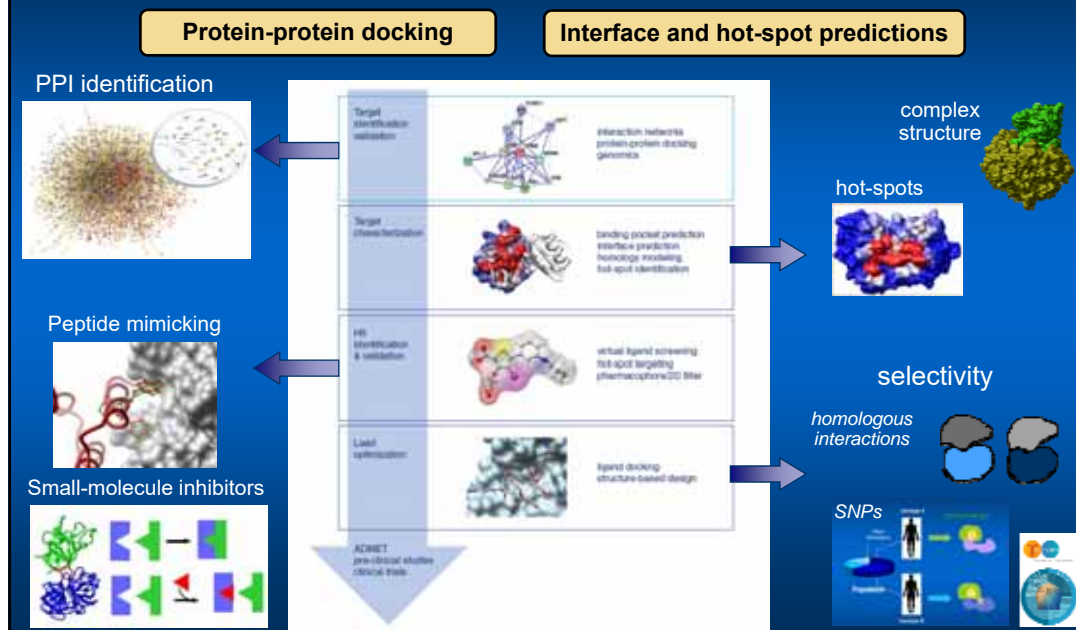 Protein-protein docking
Interface and hot-spot predictions
PPI identification
Target
identification
validation
interaction networks
protein-protein docking
genomics
complex
structure
hot-spots
Target
characterization
binding pocket prediction
interface prediction
homology modeling
hot-spot identification
Peptide mimicking
Hit
identification
& validation
virtual ligand screening
hot-spot targeting
pharmacophore/2D filter
selectivity
homologous
interactions
Small-molecule inhibitors
Lead
optimization
ligand docking
structure-based design
SNPs
Population
ADMET
pre-clinical studies
clinical trials